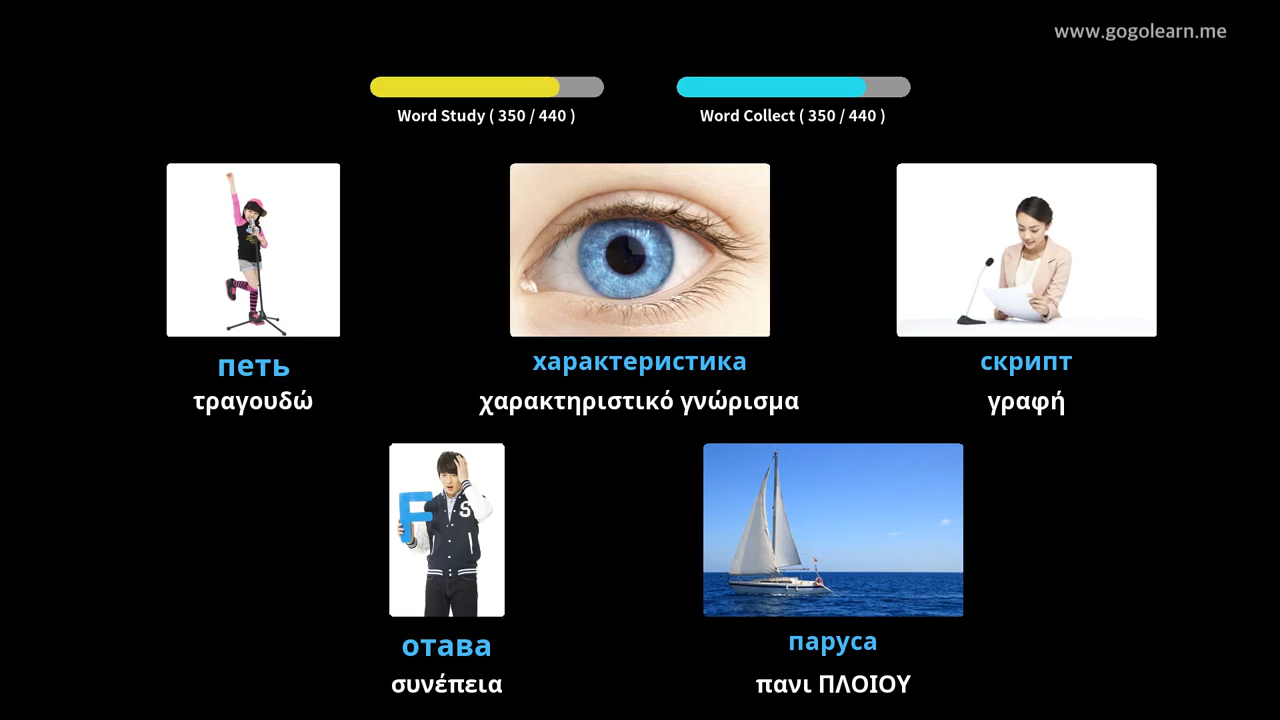 www.gogolearn.me
Word Study ( 350 / 440 )
Word Collect ( 350 / 440 )
петь
τραγουδώ
характеристика
χαρακτηριστικό γνώρισμα
скрипт
γραφή
F
S
отава
συνέπεια
паруса
πανι ΠΛΟΙΟΥ